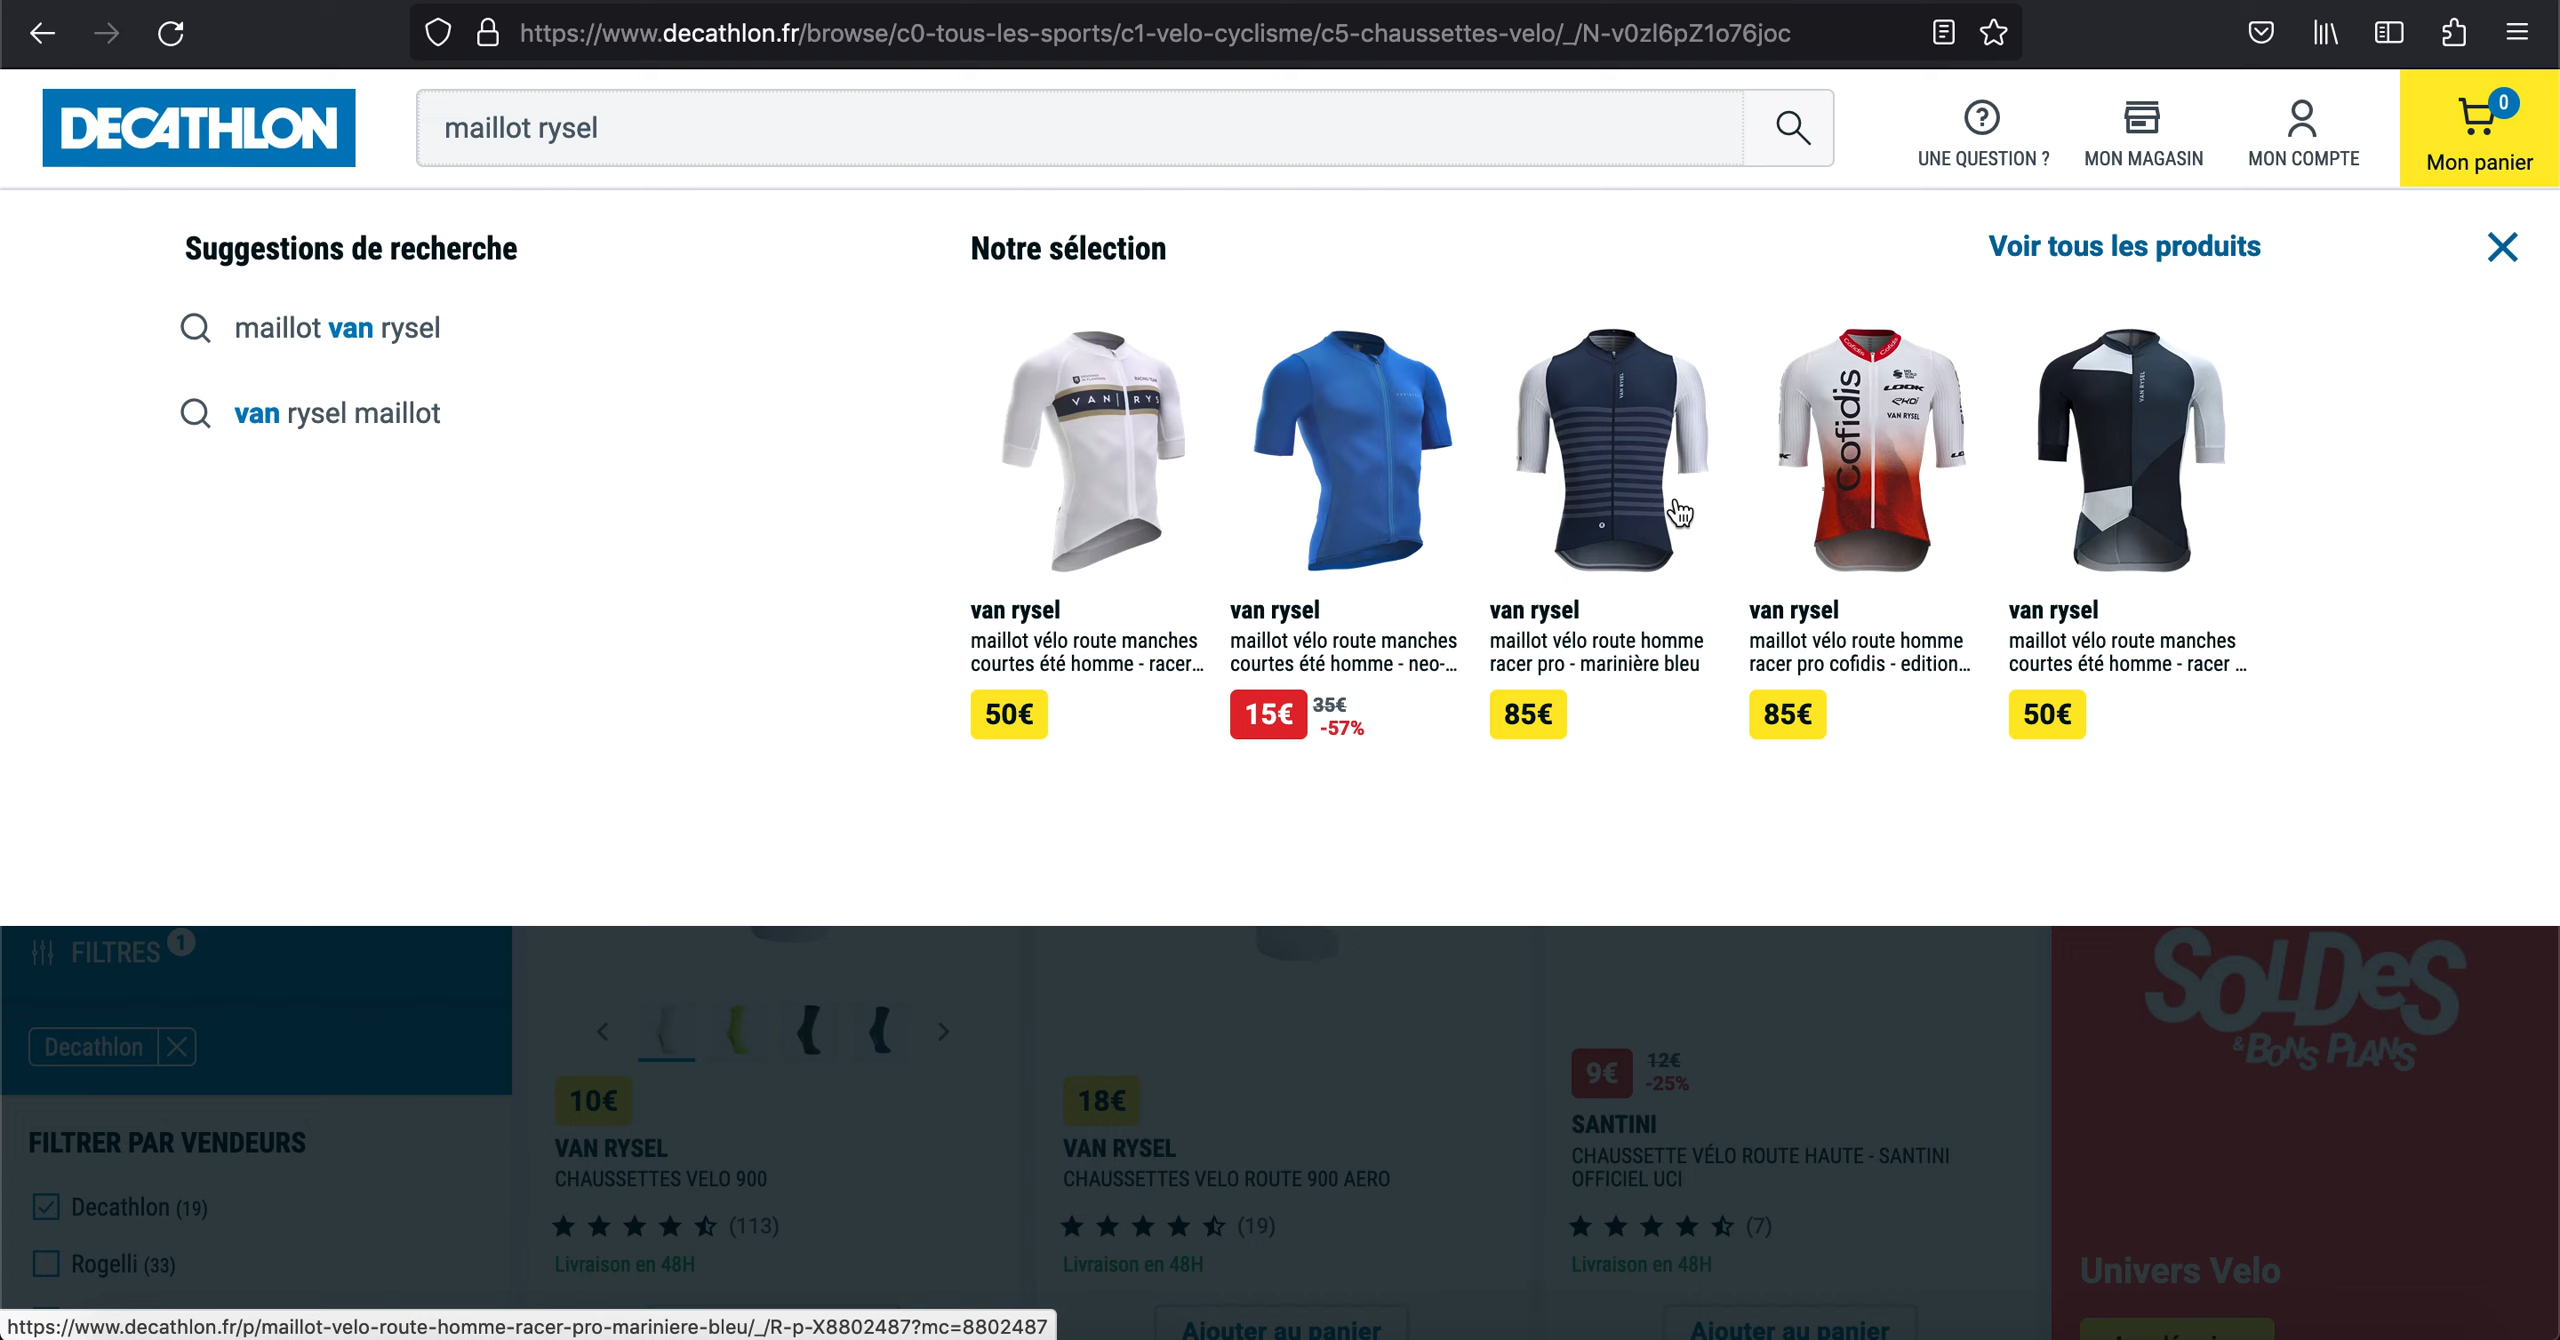 https://www.decathlon.fr/browse/c0-tous-les-sports/c1-velo-cyclisme/c5-chaussettes-velo/_/N-v0zl6pZ1o76joc
DECATHLON
maillot rysel
UNE QUESTION ?
MON MAGASIN
MON COMPTE
0
Mon panier
Suggestions de recherche
maillot van rysel
van rysel maillot
Notre sélection
Voir tous les produits
VAN RYS
Cofidis
LOOK
EKOI
VAN RYSEL
van rysel
maillot vélo route manches
courtes été homme - racer...
50€
van rysel
maillot vélo route manches
courtes été homme - neo-...
15€ 35€
-57%
van rysel
maillot vélo route homme
racer pro - marinière bleu
85€
van rysel
maillot vélo route homme
racer pro cofidis - edition...
85€
van rysel
maillot vélo route manches
courtes été homme - racer ...
50€
FILTRES 1
Decathlon
FILTRER PAR VENDEURS
Decathlon (19)
Rogelli (33)
10€
VAN RYSEL
CHAUSSETTES VELO 900
(113)
Livraison en 48H
18€
VAN RYSEL
CHAUSSETTES VELO ROUTE 900 AERO
(19)
Livraison en 48H
Ajouter au panier
9€ 12€
-25%
SANTINI
CHAUSSETTE VÉLO ROUTE HAUTE - SANTINI
OFFICIEL UCI
(7)
Livraison en 48H
Ajouter au panier
SOLDES
& BONS PLANS
Univers Velo
https://www.decathlon.fr/p/maillot-velo-route-homme-racer-pro-mariniere-bleu/_/R-p-X8802487?mc=8802487